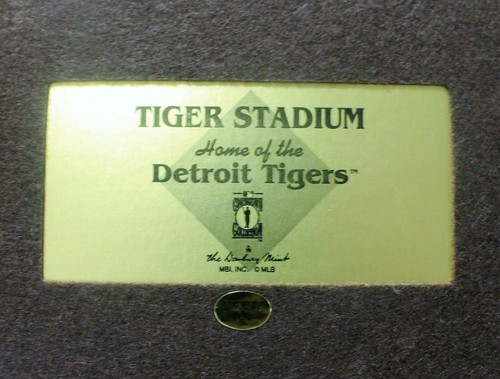 TIGER STADIUM
Home of the
Detroit Tigers™
The Danbury Mint
MBI, INC. © MLB